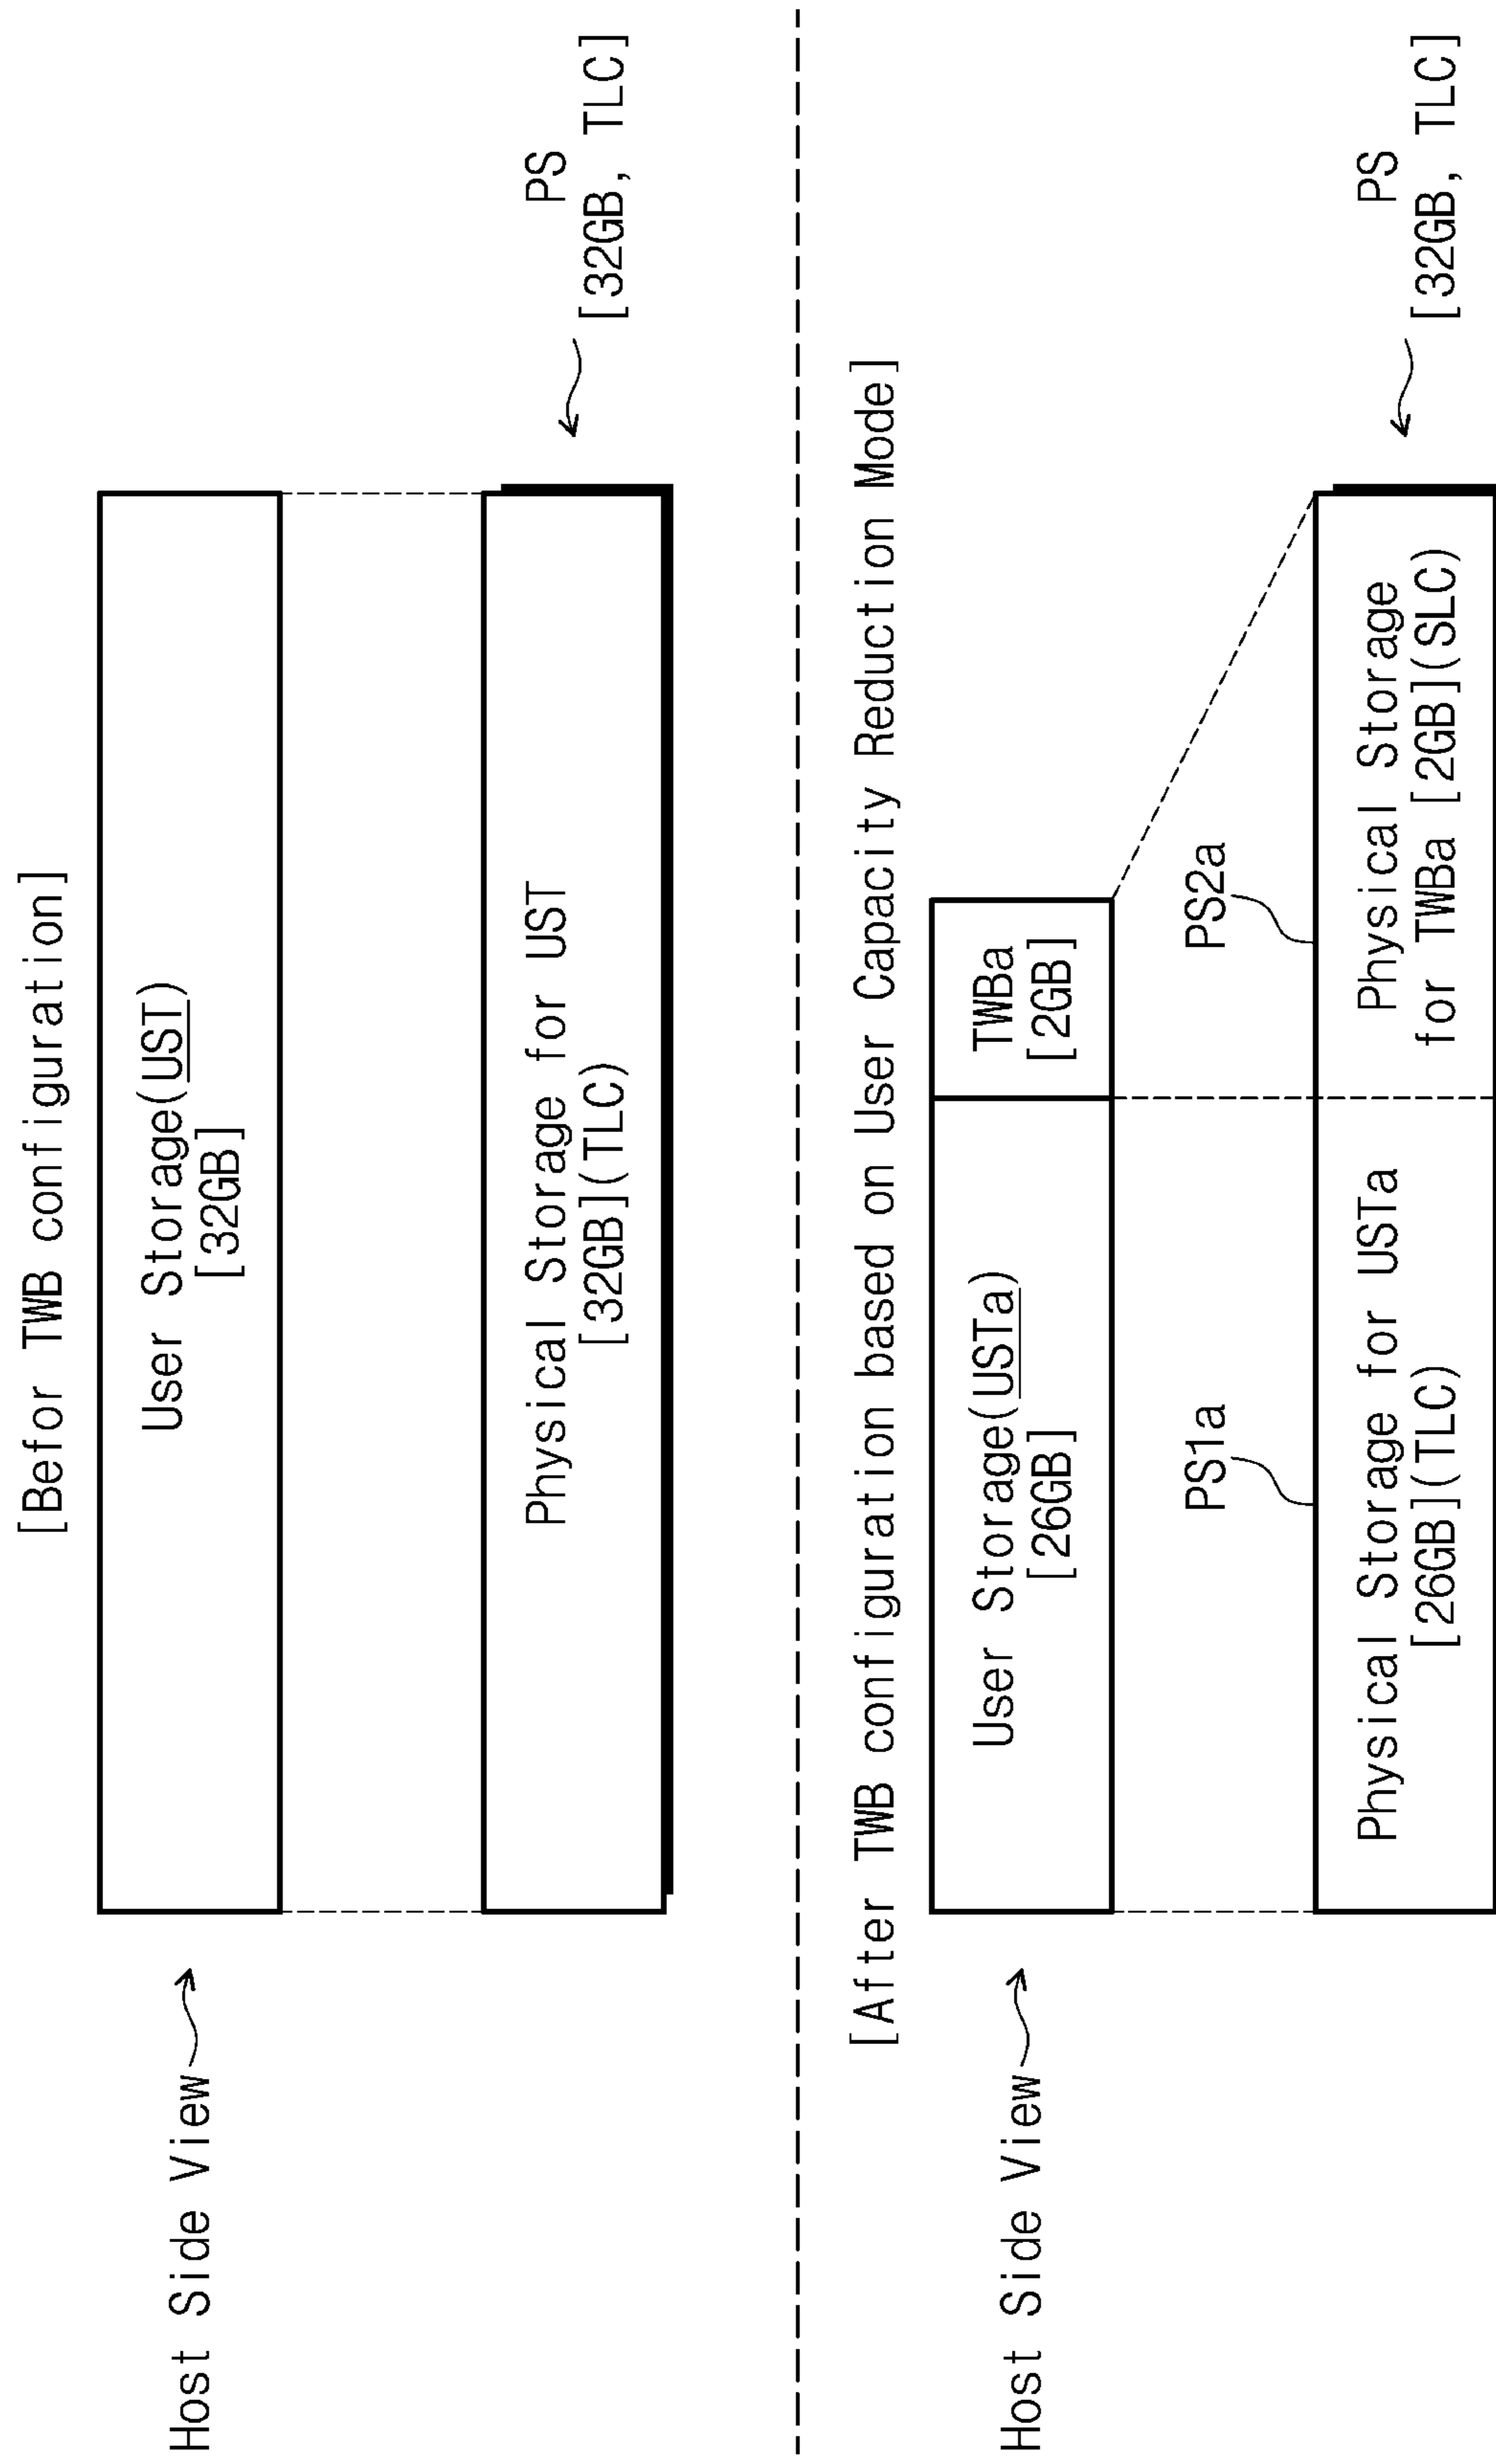 [Befor TWB configuration]
Host Side View
User Storage(UST)
[32GB]
Physical Storage for UST
[32GB](TLC)
PS
[32GB, TLC]
[After TWB configuration based on User Capacity Reduction Mode]
Host Side View
User Storage(USTa)
[26GB]
TWBa
[2GB]
PS1a
PS2a
Physical Storage for USTa
[26GB](TLC)
Physical Storage
for TWBa [2GB](SLC)
PS
[32GB, TLC]